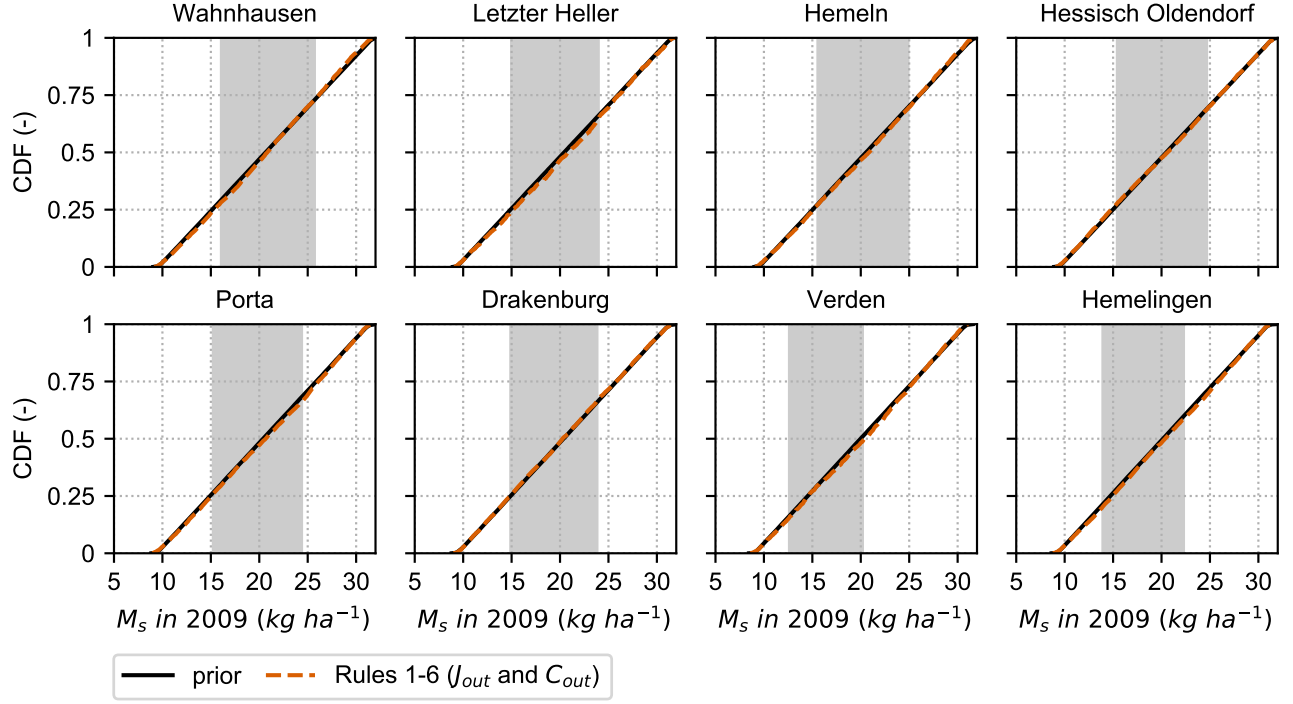 Wahnhausen Letzter Heller Hemeln Hessisch Oldendorf
1
0.75
CDF (-)
0.5
0.25
0
Porta Drakenburg Verden Hemelingen
1
0.75
CDF (-)
0.5
0.25
0
5 10 15 20 25 30 5 10 15 20 25 30 5 10 15 20 25 30 5 10 15 20 25 30
M_s in 2009 (kg ha⁻¹) M_s in 2009 (kg ha⁻¹) M_s in 2009 (kg ha⁻¹) M_s in 2009 (kg ha⁻¹)
prior Rules 1-6 (J_out and C_out)